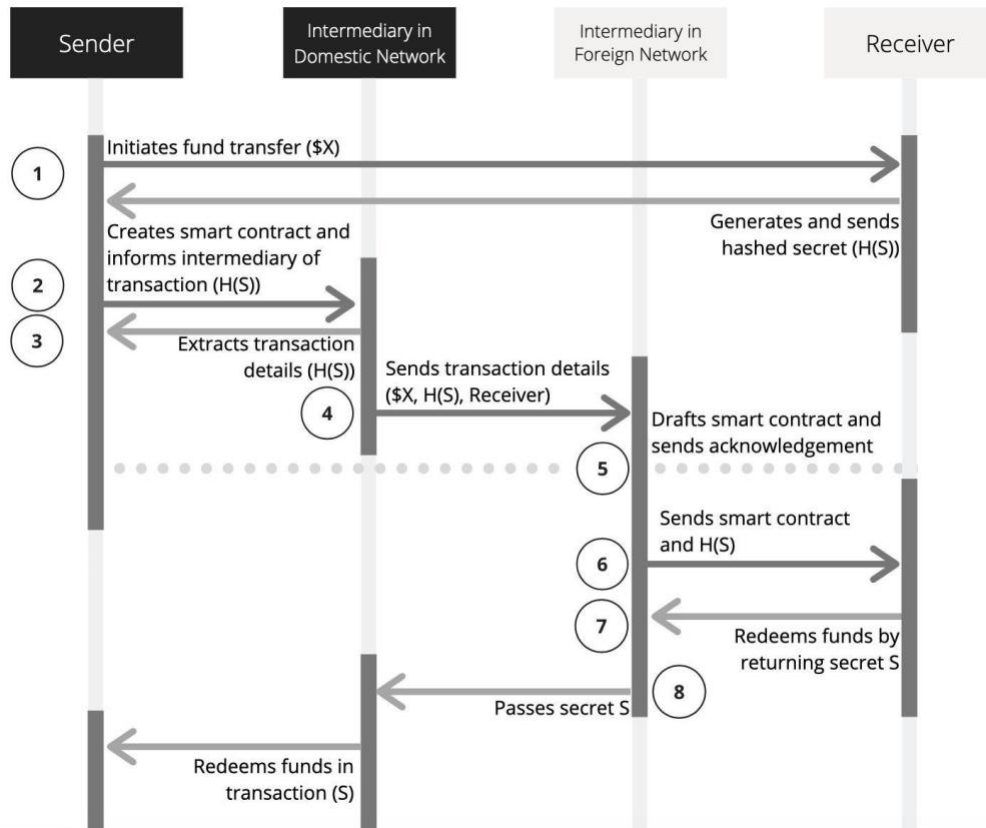 Sender
Intermediary in
Domestic Network
Intermediary in
Foreign Network
Receiver
Initiates fund transfer ($X)
1
Generates and sends
hashed secret (H(S))
Creates smart contract and
informs intermediary of
transaction (H(S))
2
3
Extracts transaction
details (H(S))
Sends transaction details
($X, H(S), Receiver)
4
Drafts smart contract and
sends acknowledgement
5
Sends smart contract
and H(S)
6
7
Redeems funds by
returning secret S
8
Passes secret S
Redeems funds in
transaction (S)